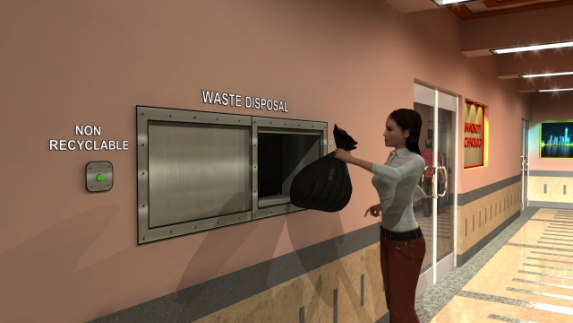 WASTE DISPOSAL
NON
RECYCLABLE